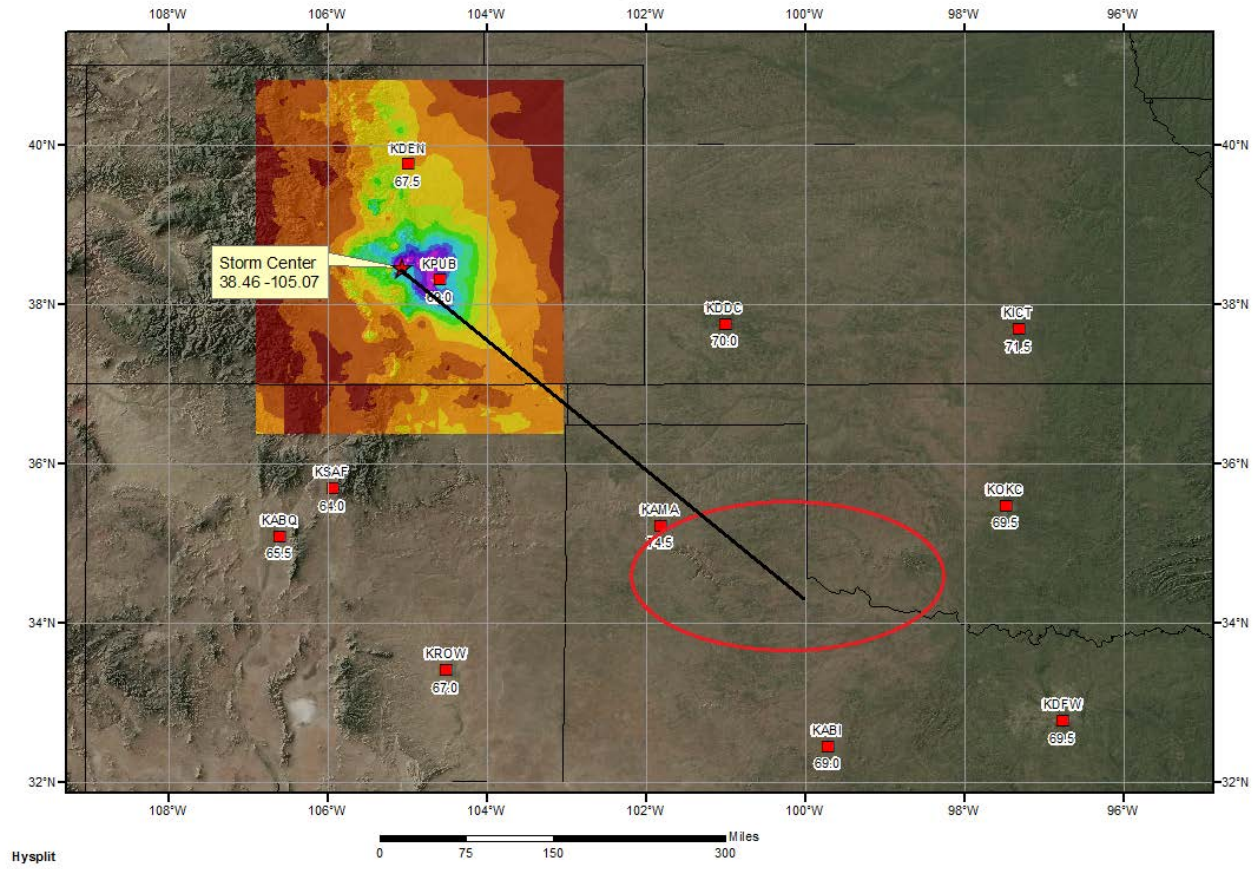 108°W 106°W 104°W 102°W 100°W 98°W 96°W
40°N 40°N
KDEN
67.5
Storm Center
38.46 -105.07
KPUB
38°N 38°N
KDDC
70.0
KICT
71.5
36°N 36°N
KSAF
64.0
KABQ
65.5
KAMA
74.5
KOKC
69.5
34°N 34°N
KROW
67.0
KDFW
69.5
KABI
69.0
32°N 32°N
108°W 106°W 104°W 102°W 100°W 98°W 96°W
Miles
0 75 150 300
Hysplit